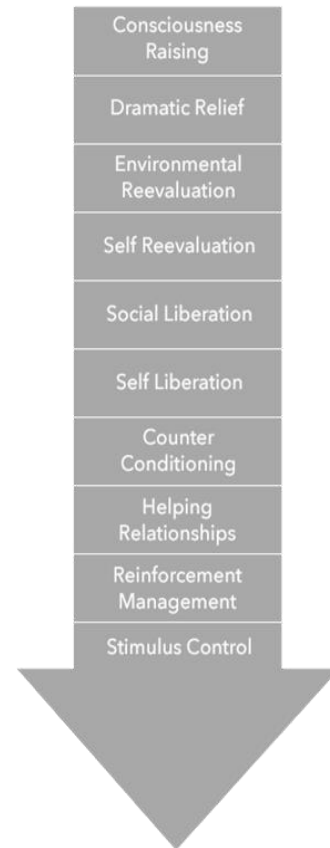 Consciousness
Raising
Dramatic Relief
Environmental
Reevaluation
Self Reevaluation
Social Liberation
Self Liberation
Counter
Conditioning
Helping
Relationships
Reinforcement
Management
Stimulus Control